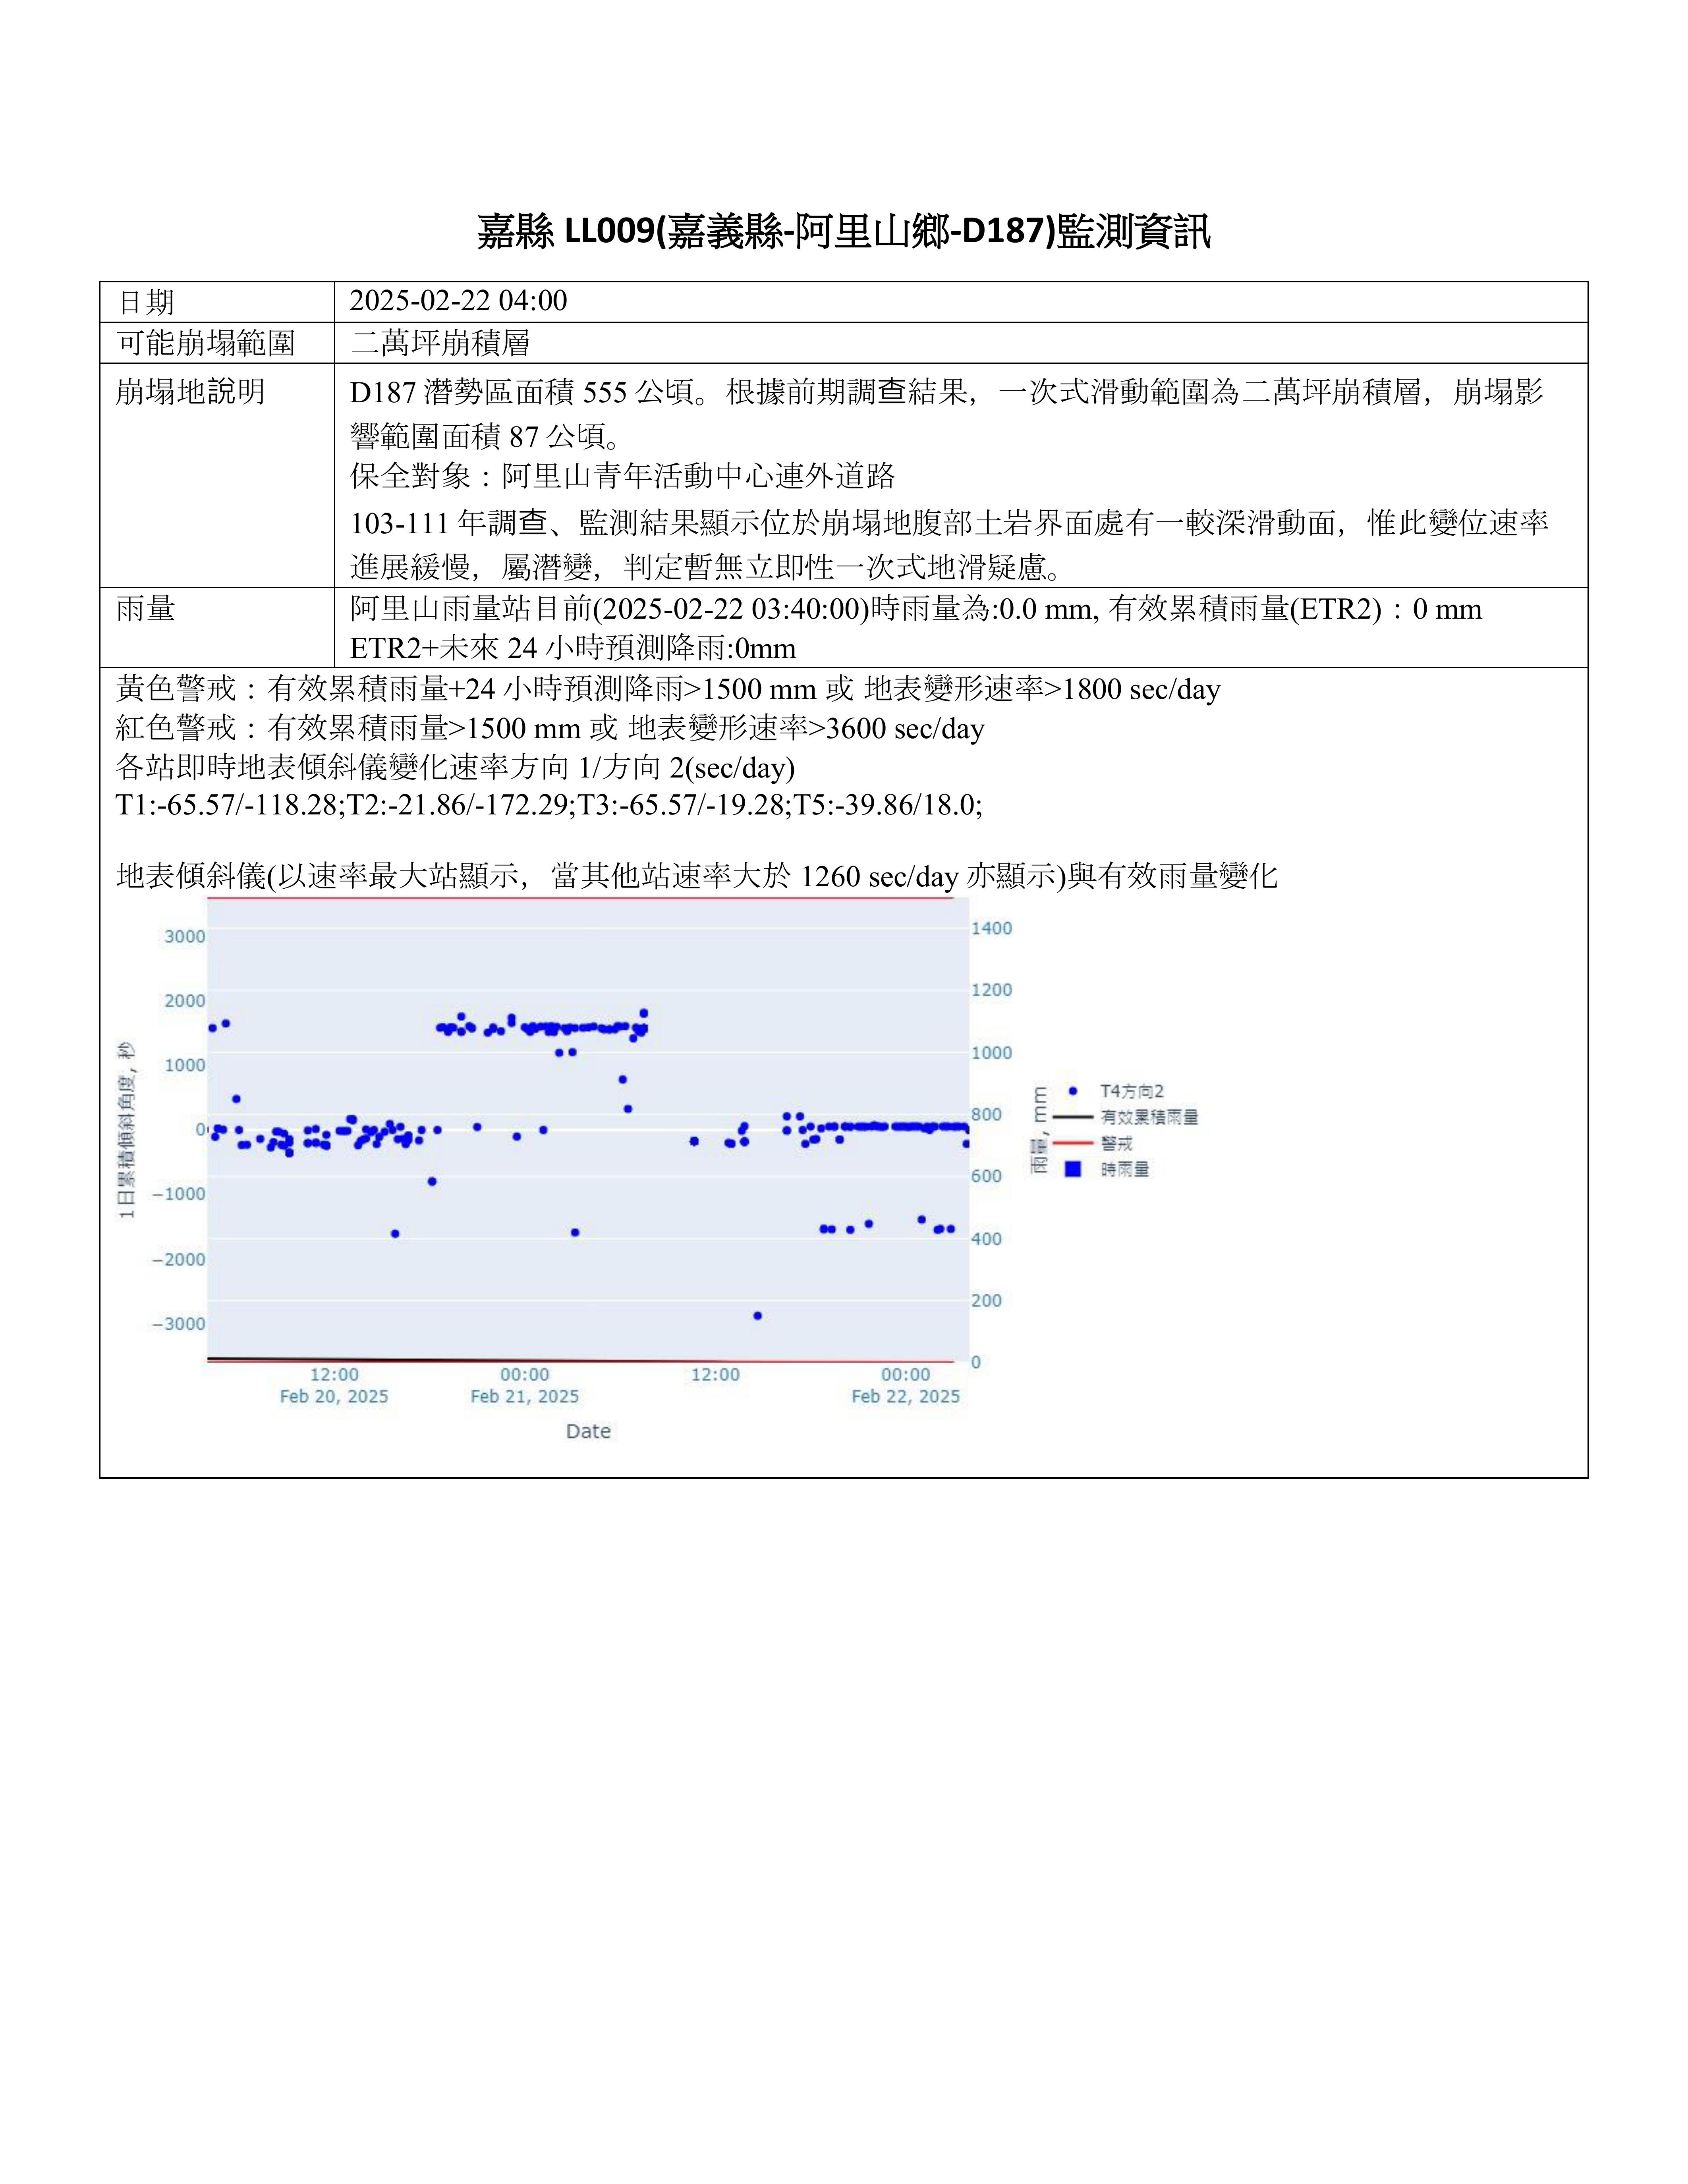 嘉縣 LL009(嘉義縣-阿里山鄉-D187)監測資訊
日期
2025-02-22 04:00
可能崩塌範圍
二萬坪崩積層
崩塌地說明
D187 潛勢區面積 555 公頃。根據前期調查結果，一次式滑動範圍為二萬坪崩積層，崩塌影
響範圍面積 87 公頃。
保全對象：阿里山青年活動中心連外道路
103-111 年調查、監測結果顯示位於崩塌地腹部土岩界面處有一較深滑動面，惟此變位速率
進展緩慢，屬潛變，判定暫無立即性一次式地滑疑慮。
雨量
阿里山雨量站目前(2025-02-22 03:40:00)時雨量為:0.0 mm, 有效累積雨量(ETR2)：0 mm
ETR2+未來 24 小時預測降雨:0mm
黃色警戒：有效累積雨量+24 小時預測降雨>1500 mm 或 地表變形速率>1800 sec/day
紅色警戒：有效累積雨量>1500 mm 或 地表變形速率>3600 sec/day
各站即時地表傾斜儀變化速率方向 1/方向 2(sec/day)
T1:-65.57/-118.28;T2:-21.86/-172.29;T3:-65.57/-19.28;T5:-39.86/18.0;
地表傾斜儀(以速率最大站顯示，當其他站速率大於 1260 sec/day 亦顯示)與有效雨量變化
1日累積傾斜角度, 秒
3000
2000
1000
0
−1000
−2000
−3000
1400
1200
1000
800
600
400
200
0
雨量, mm
T4方向2
有效累積雨量
警戒
時雨量
12:00
Feb 20, 2025
00:00
Feb 21, 2025
12:00
00:00
Feb 22, 2025
Date